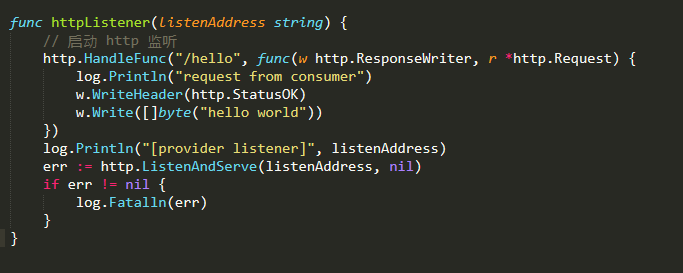 func httpListener(listenAddress string) {
// 启动 http 监听
http.HandleFunc("/hello", func(w http.ResponseWriter, r *http.Request) {
log.Println("request from consumer")
w.WriteHeader(http.StatusOK)
w.Write([]byte("hello world"))
})
log.Println("[provider listener]", listenAddress)
err := http.ListenAndServe(listenAddress, nil)
if err != nil {
log.Fatalln(err)
}
}